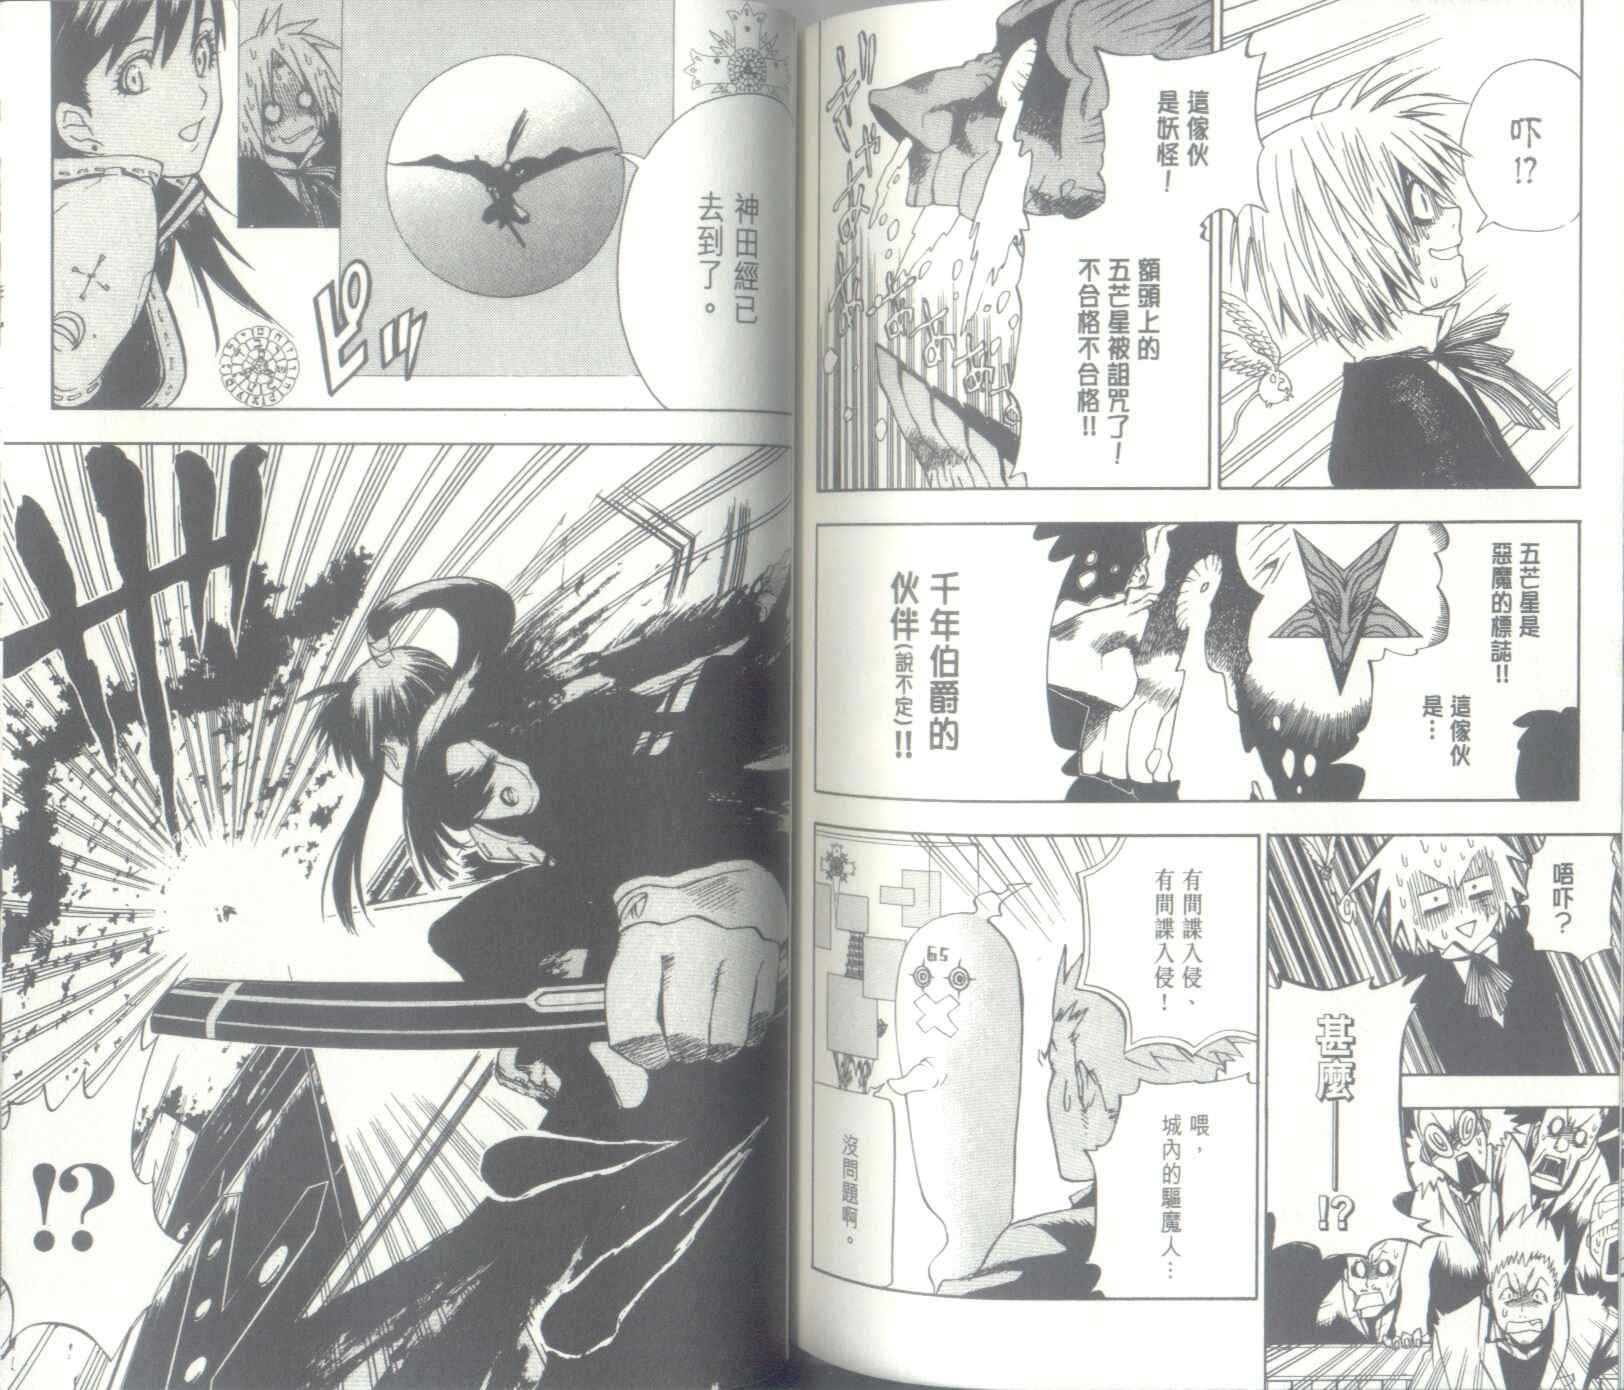 吓!?
這傢伙
是妖怪！
額頭上的
五芒星被詛咒了！
不合格不合格!!
五芒星是
惡魔的標誌!!
這傢伙
是…
千年伯爵的
伙伴(說不定)!!
唔吓？
甚麼——!?
有間諜入侵、
有間諜入侵！
喂，
城內的驅魔人…
65
沒問題啊。
神田經已
去到了。
ピッ
!?